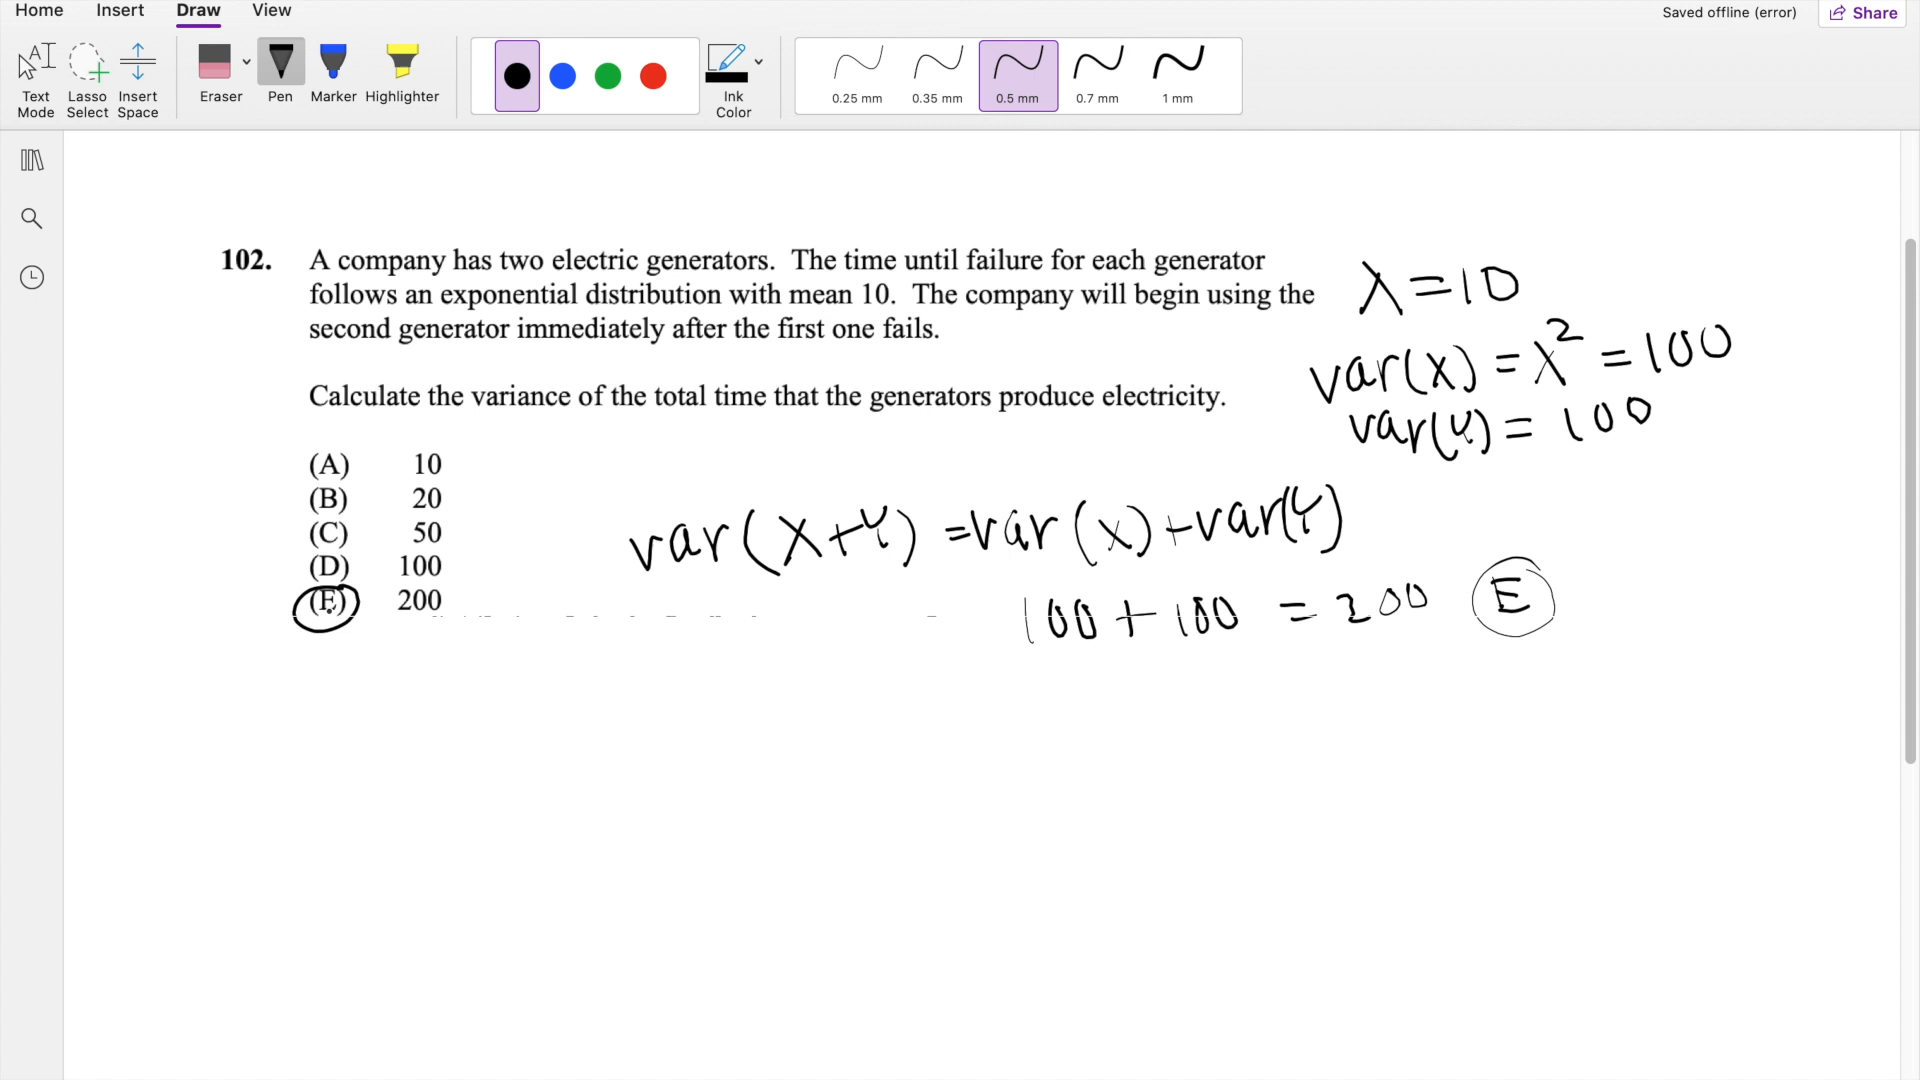 Home Insert Draw View
Saved offline (error) Share
Text Mode
Lasso Select
Insert Space
Eraser
Pen
Marker
Highlighter
Ink Color
0.25 mm
0.35 mm
0.5 mm
0.7 mm
1 mm
102. A company has two electric generators. The time until failure for each generator
follows an exponential distribution with mean 10. The company will begin using the
second generator immediately after the first one fails.
Calculate the variance of the total time that the generators produce electricity.
(A) 10
(B) 20
(C) 50
(D) 100
(E) 200
λ=10
var(x) = λ² = 100
var(y) = 100
var(x+y) = var(x)+var(y)
100+100 = 200 E